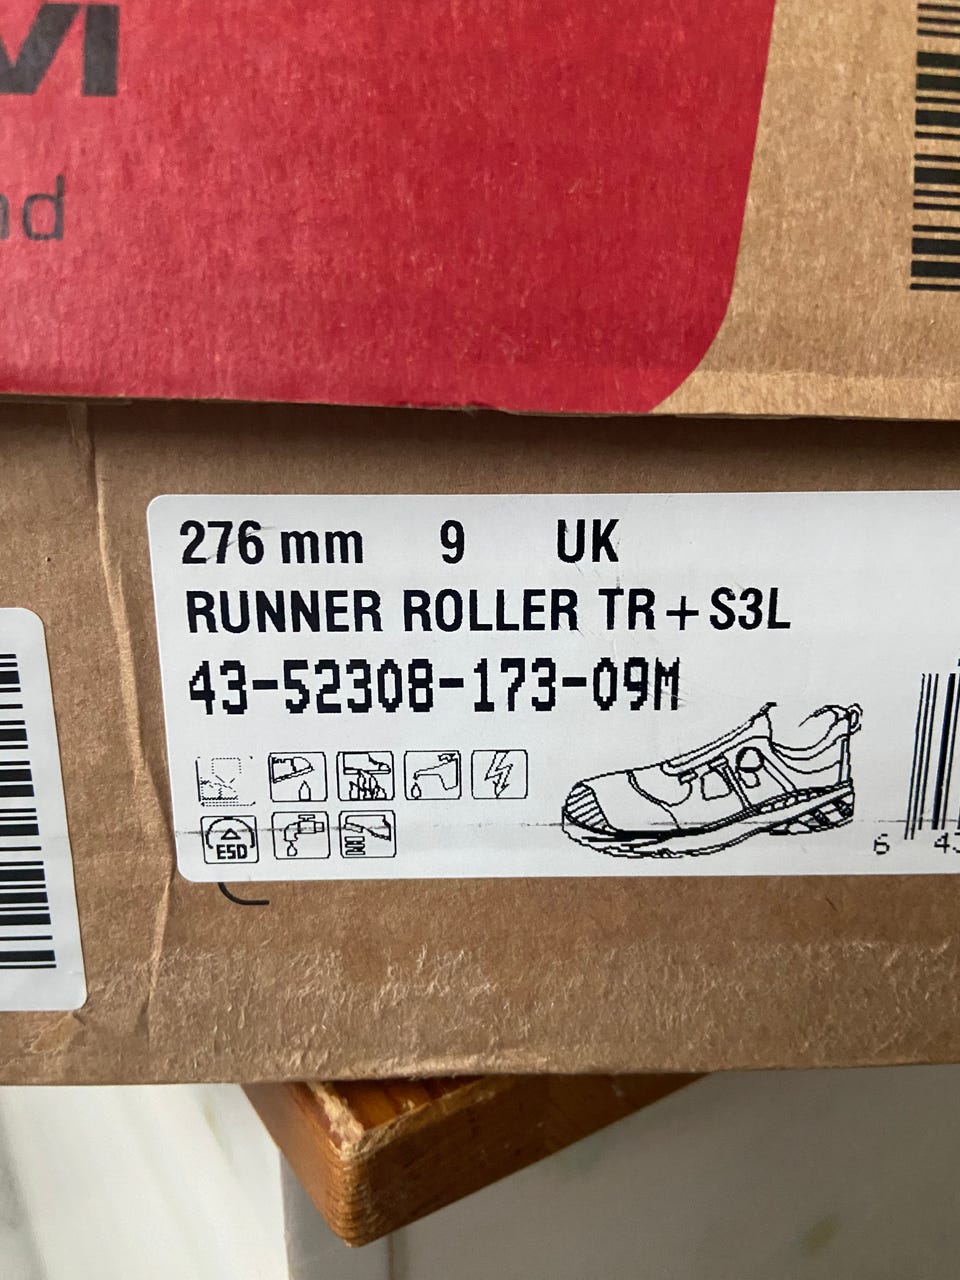 nd
276 mm 9 UK
RUNNER ROLLER TR+S3L
43-52308-173-09M
ESD
6 43